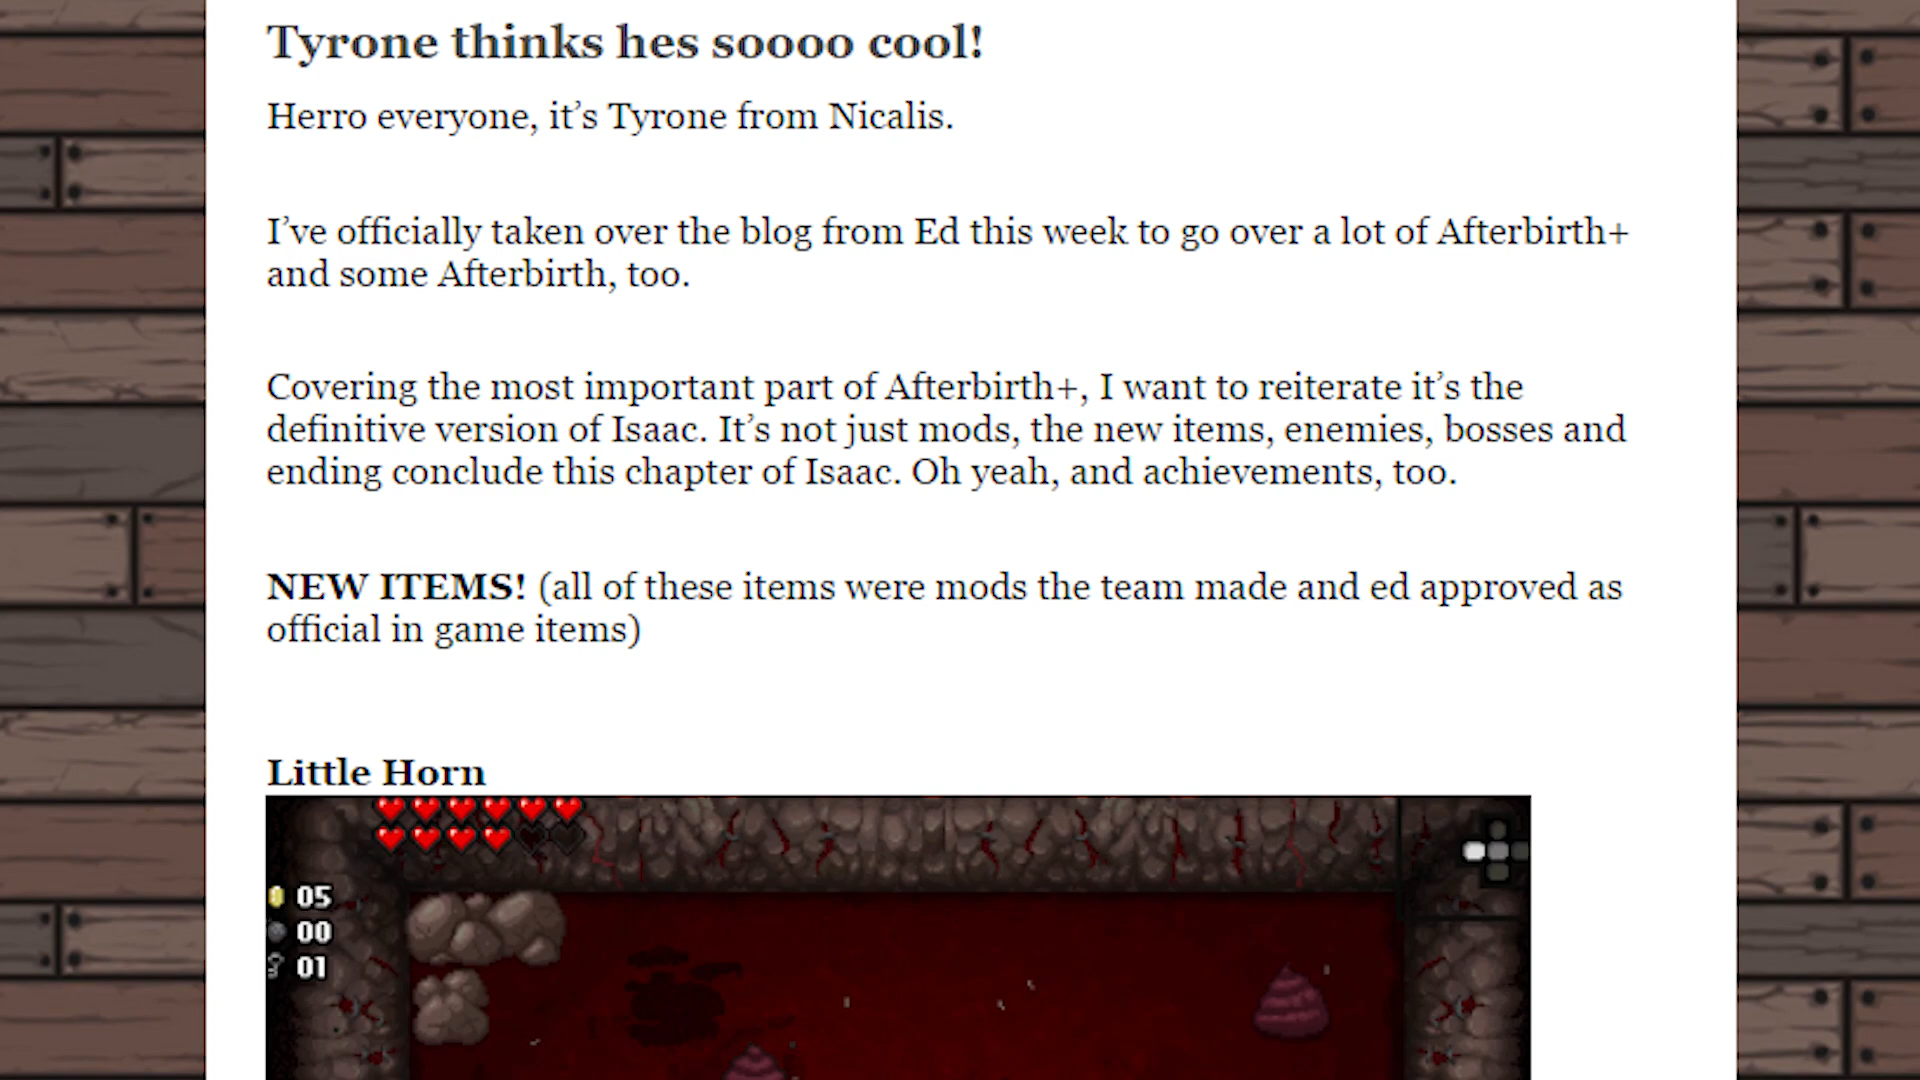 Tyrone thinks hes soooo cool!
Herro everyone, it’s Tyrone from Nicalis.
I’ve officially taken over the blog from Ed this week to go over a lot of Afterbirth+
and some Afterbirth, too.
Covering the most important part of Afterbirth+, I want to reiterate it’s the
definitive version of Isaac. It’s not just mods, the new items, enemies, bosses and
ending conclude this chapter of Isaac. Oh yeah, and achievements, too.
NEW ITEMS! (all of these items were mods the team made and ed approved as
official in game items)
Little Horn
05
00
01